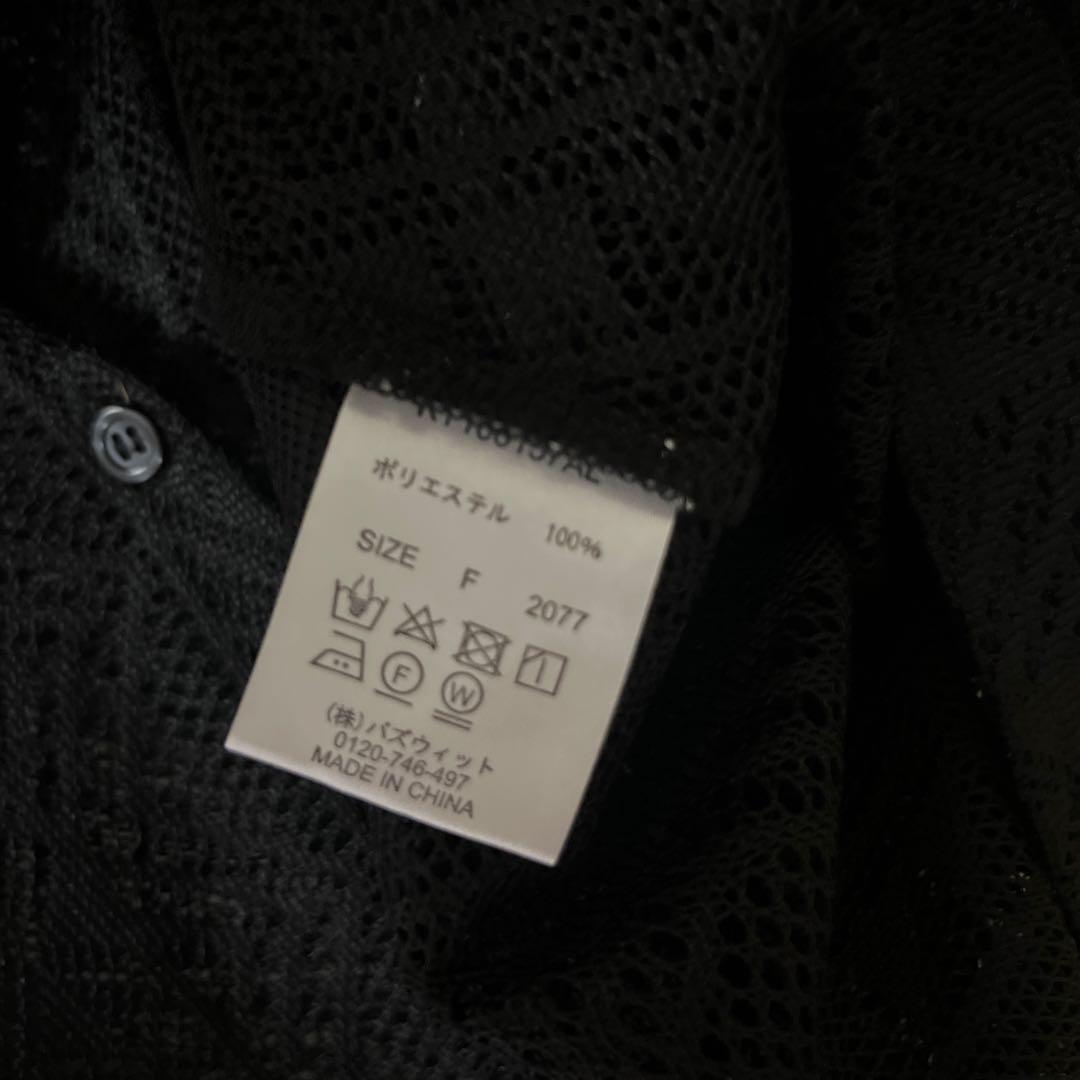 ポリエステル 100%
SIZE F 2077
F W
(株)バズウィット
0120-746-497
MADE IN CHINA